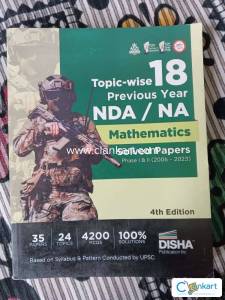 Topic-wise 18
Previous Year
NDA / NA
Mathematics
www.clankart.com
Solved Papers
Phase I & II (2006 - 2023)
4th Edition
35 PAPERS
24 TOPICS
4200 MCQs
100% SOLUTIONS
DISHA
Publication Inc
Based on Syllabus & Pattern Conducted by UPSC
Clankart